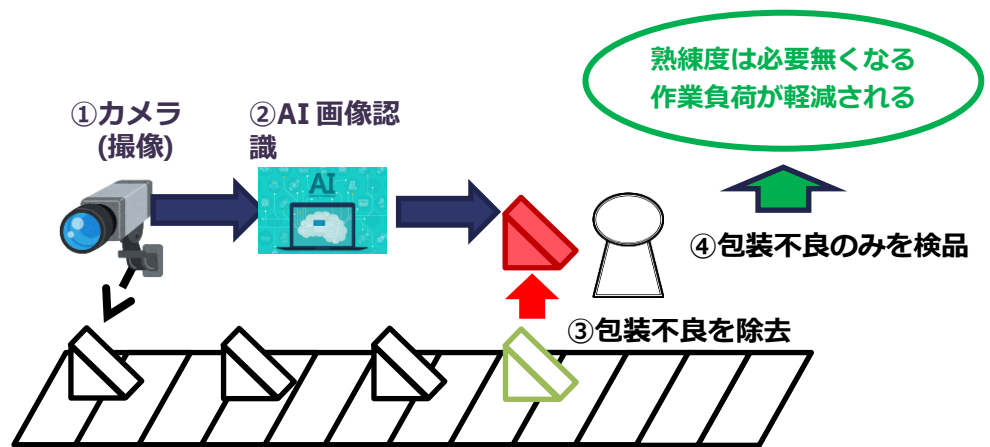 熟練度は必要無くなる
作業負荷が軽減される
①カメラ
(撮像)
②AI 画像認
識
AI
④包装不良のみを検品
③包装不良を除去